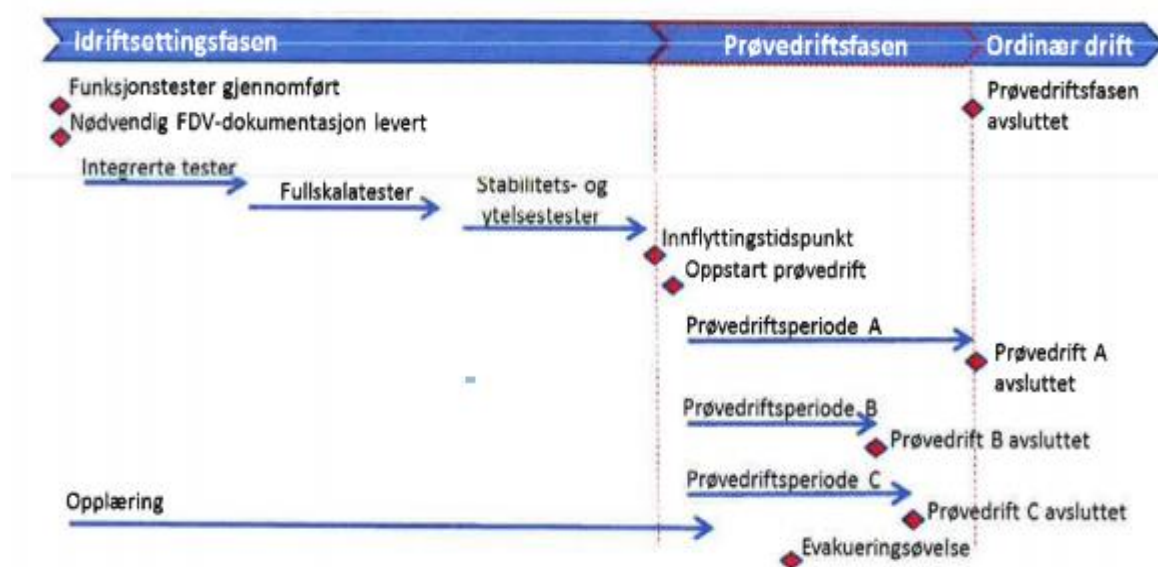 Idriftsettingsfasen
Prøvedriftsfasen
Ordinær drift
Funksjonstester gjennomført
Nødvendig FDV-dokumentasjon levert
Prøvedriftsfasen
avsluttet
Integrerte tester
Fullskalatester
Stabilitets- og
ytelsestester
Innflyttingstidspunkt
Oppstart prøvedrift
Prøvedriftsperiode A
Prøvedrift A
avsluttet
Prøvedriftsperiode B
Prøvedrift B avsluttet
Prøvedriftsperiode C
Opplæring
Prøvedrift C avsluttet
Evakueringsøvelse